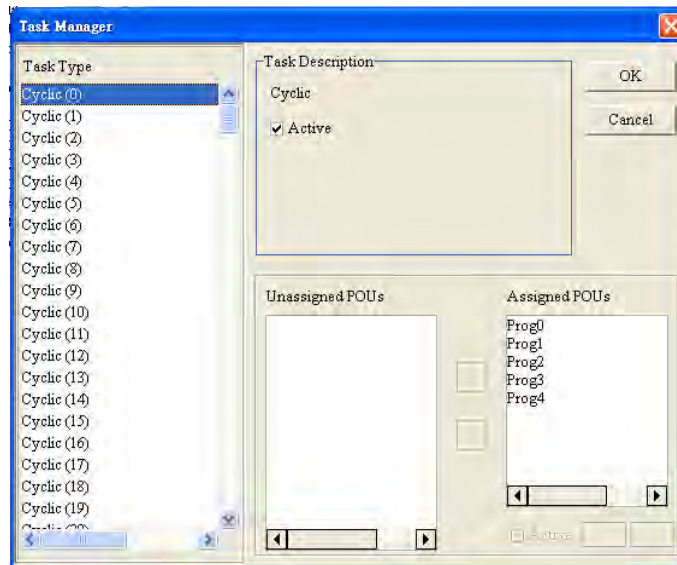 Task Manager
Task Type
Cyclic (0)
Cyclic (1)
Cyclic (2)
Cyclic (3)
Cyclic (4)
Cyclic (5)
Cyclic (6)
Cyclic (7)
Cyclic (8)
Cyclic (9)
Cyclic (10)
Cyclic (11)
Cyclic (12)
Cyclic (13)
Cyclic (14)
Cyclic (15)
Cyclic (16)
Cyclic (17)
Cyclic (18)
Cyclic (19)
Task Description
Cyclic
Active
OK
Cancel
Unassigned POUs
Assigned POUs
Prog0
Prog1
Prog2
Prog3
Prog4
Active